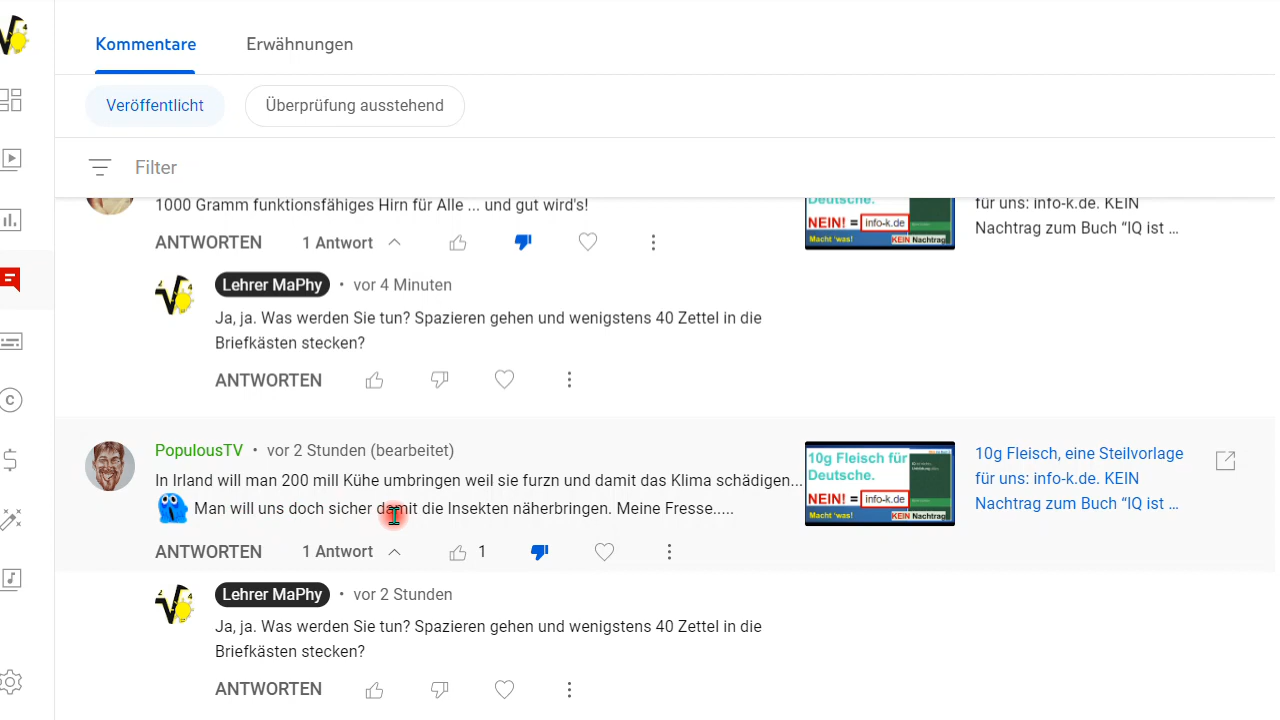 Kommentare
Erwähnungen
Veröffentlicht
Überprüfung ausstehend
Filter
1000 Gramm funktionsfähiges Hirn für Alle ... und gut wird's!
ANTWORTEN
1 Antwort
Deutsche.
NEIN! = info-k.de
Macht 'was!
KEIN Nachtrag
für uns: info-k.de. KEIN
Nachtrag zum Buch “IQ ist ...
Lehrer MaPhy • vor 4 Minuten
Ja, ja. Was werden Sie tun? Spazieren gehen und wenigstens 40 Zettel in die
Briefkästen stecken?
ANTWORTEN
PopulousTV • vor 2 Stunden (bearbeitet)
In Irland will man 200 mill Kühe umbringen weil sie furzn und damit das Klima schädigen...
Man will uns doch sicher damit die Insekten näherbringen. Meine Fresse.....
ANTWORTEN
1 Antwort
1
10g Fleisch für
Deutsche.
NEIN! = info-k.de
Macht 'was!
KEIN Nachtrag
10g Fleisch, eine Steilvorlage
für uns: info-k.de. KEIN
Nachtrag zum Buch “IQ ist ...
Lehrer MaPhy • vor 2 Stunden
Ja, ja. Was werden Sie tun? Spazieren gehen und wenigstens 40 Zettel in die
Briefkästen stecken?
ANTWORTEN